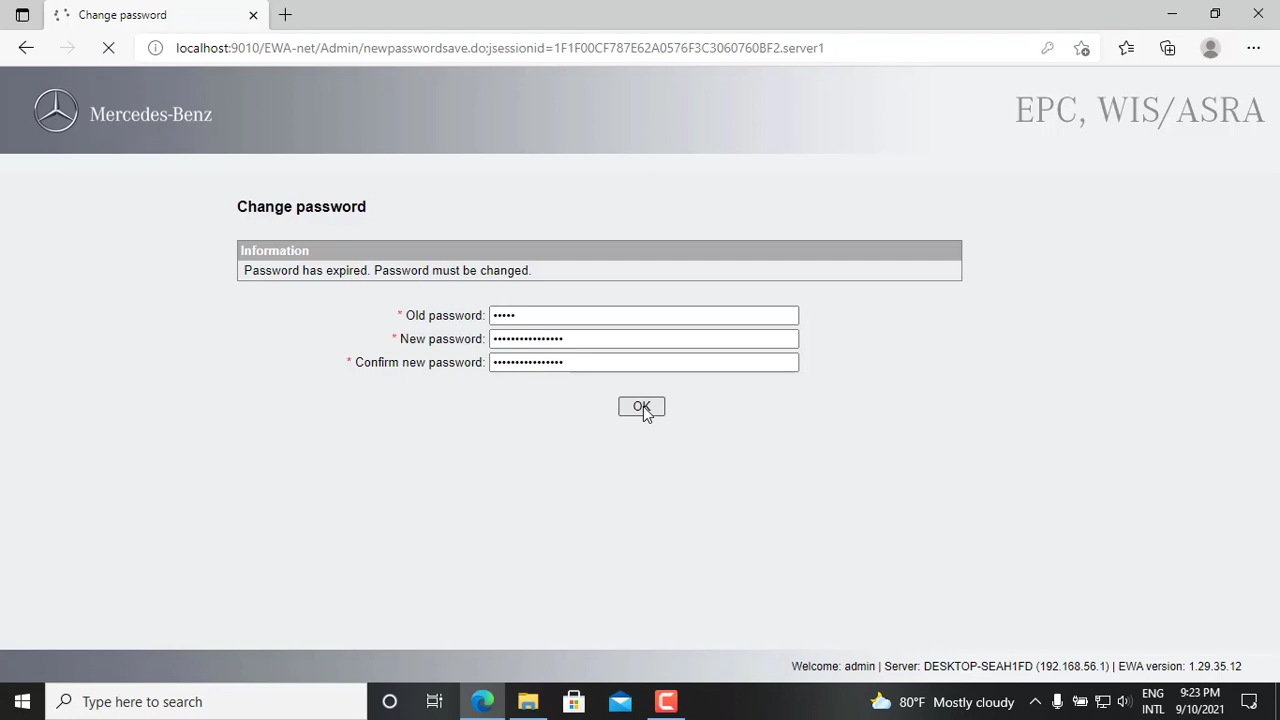 Change password
localhost:9010/EWA-net/Admin/newpasswordsave.do;jsessionid=1F1F00CF787E62A0576F3C3060760BF2.server1
Mercedes-Benz
EPC, WIS/ASRA
Change password
Information
Password has expired. Password must be changed.
* Old password: •••••
* New password: ••••••••••••••••
* Confirm new password: ••••••••••••••••
OK
Welcome: admin | Server: DESKTOP-SEAH1FD (192.168.56.1) | EWA version: 1.29.35.12
Type here to search
80°F Mostly cloudy
ENG
INTL
9:23 PM
9/10/2021